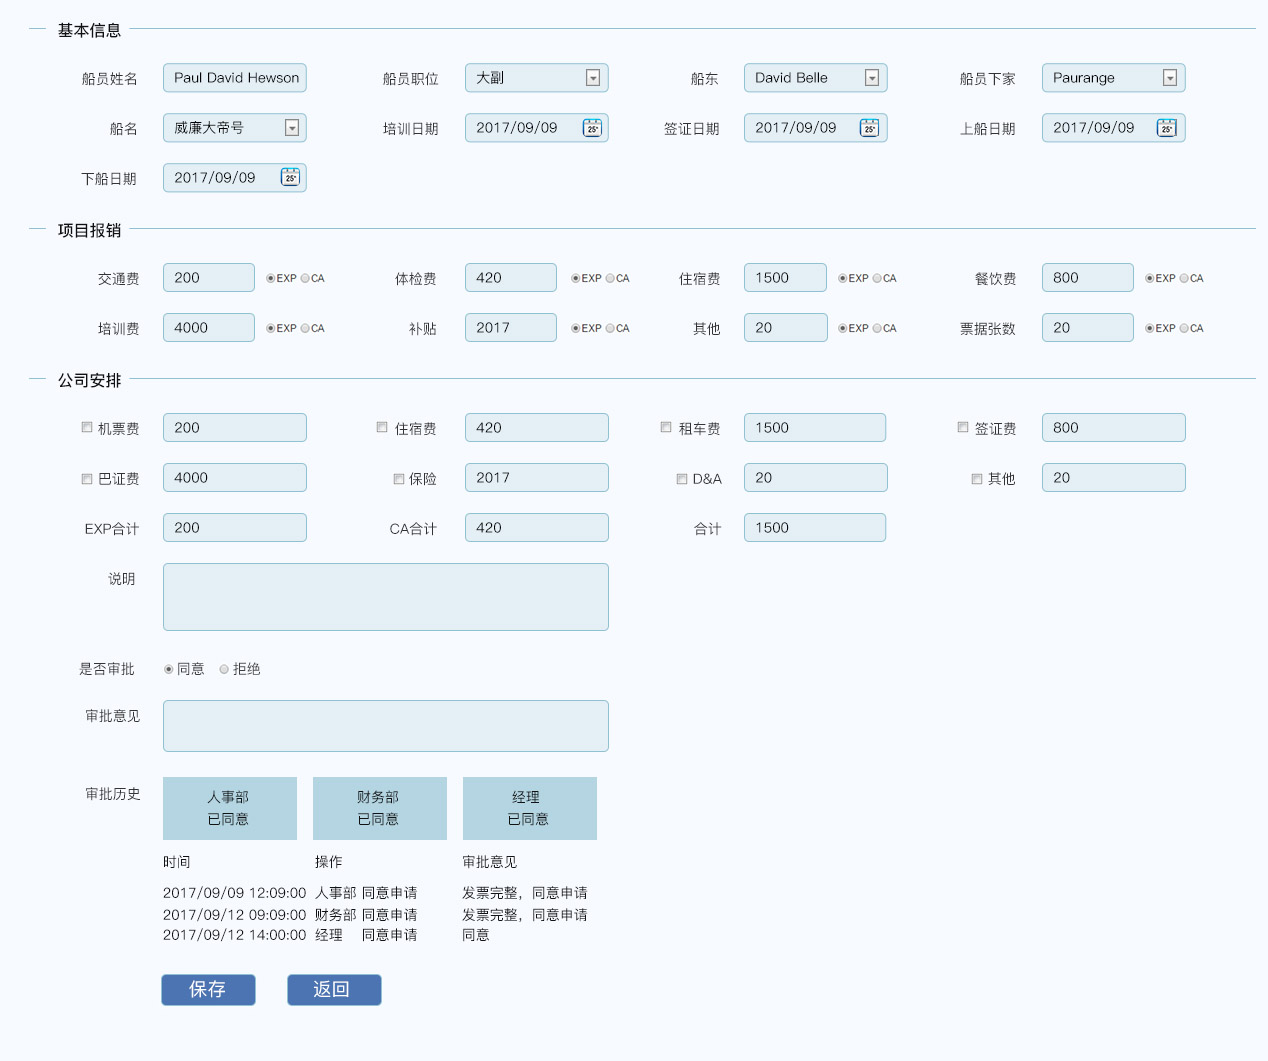 基本信息
船员姓名 Paul David Hewson 船员职位 大副 船东 David Belle 船员下家 Paurange
船名 威廉大帝号 培训日期 2017/09/09 签证日期 2017/09/09 上船日期 2017/09/09
下船日期 2017/09/09
项目报销
交通费 200 EXP CA 体检费 420 EXP CA 住宿费 1500 EXP CA 餐饮费 800 EXP CA
培训费 4000 EXP CA 补贴 2017 EXP CA 其他 20 EXP CA 票据张数 20 EXP CA
公司安排
机票费 200 住宿费 420 租车费 1500 签证费 800
巴证费 4000 保险 2017 D&A 20 其他 20
EXP合计 200 CA合计 420 合计 1500
说明
是否审批 同意 拒绝
审批意见
审批历史 人事部 财务部 经理
已同意 已同意 已同意
时间 操作 审批意见
2017/09/09 12:09:00 人事部 同意申请 发票完整，同意申请
2017/09/12 09:09:00 财务部 同意申请 发票完整，同意申请
2017/09/12 14:00:00 经理 同意申请 同意
保存 返回